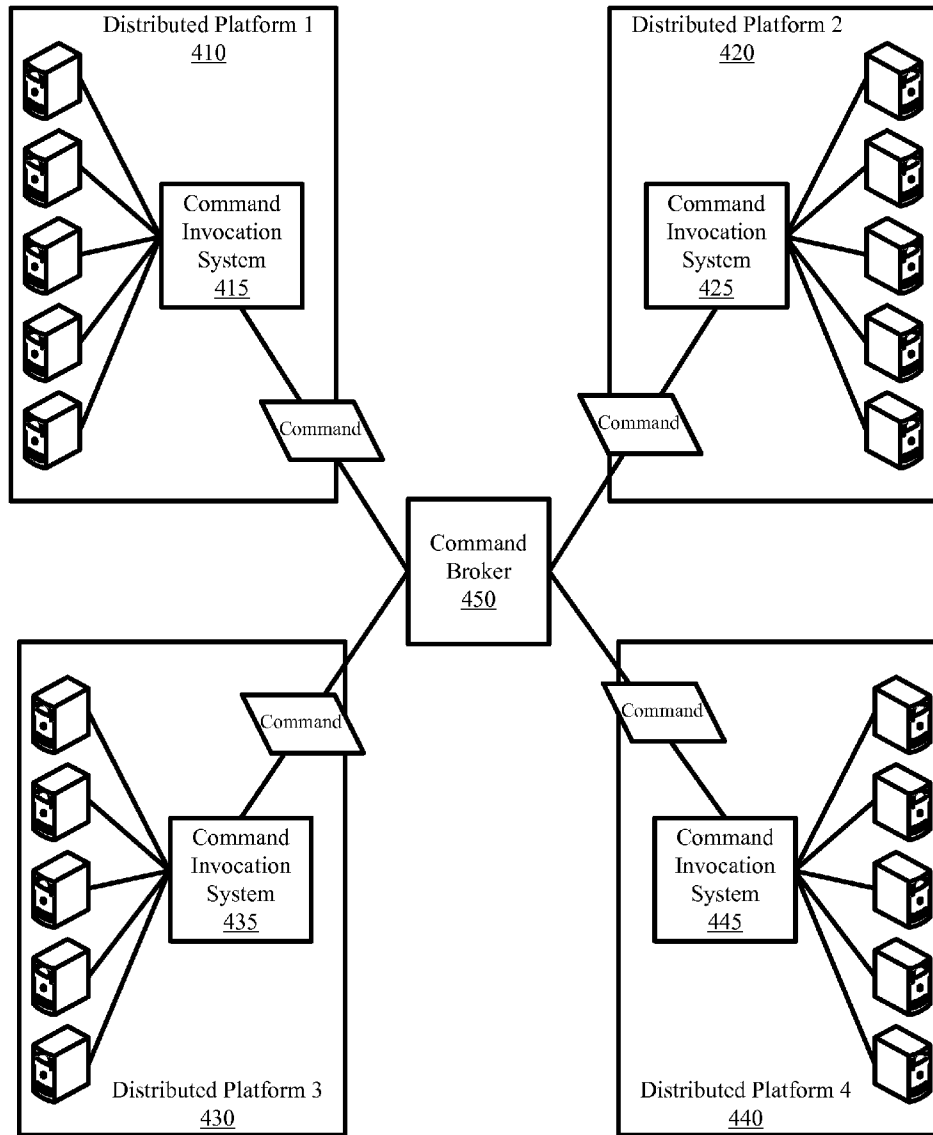 Distributed Platform 1
410
Command
Invocation
System
415
Command
Distributed Platform 2
420
Command
Invocation
System
425
Command
Command
Broker
450
Command
Command
Invocation
System
435
Distributed Platform 3
430
Command
Command
Invocation
System
445
Distributed Platform 4
440